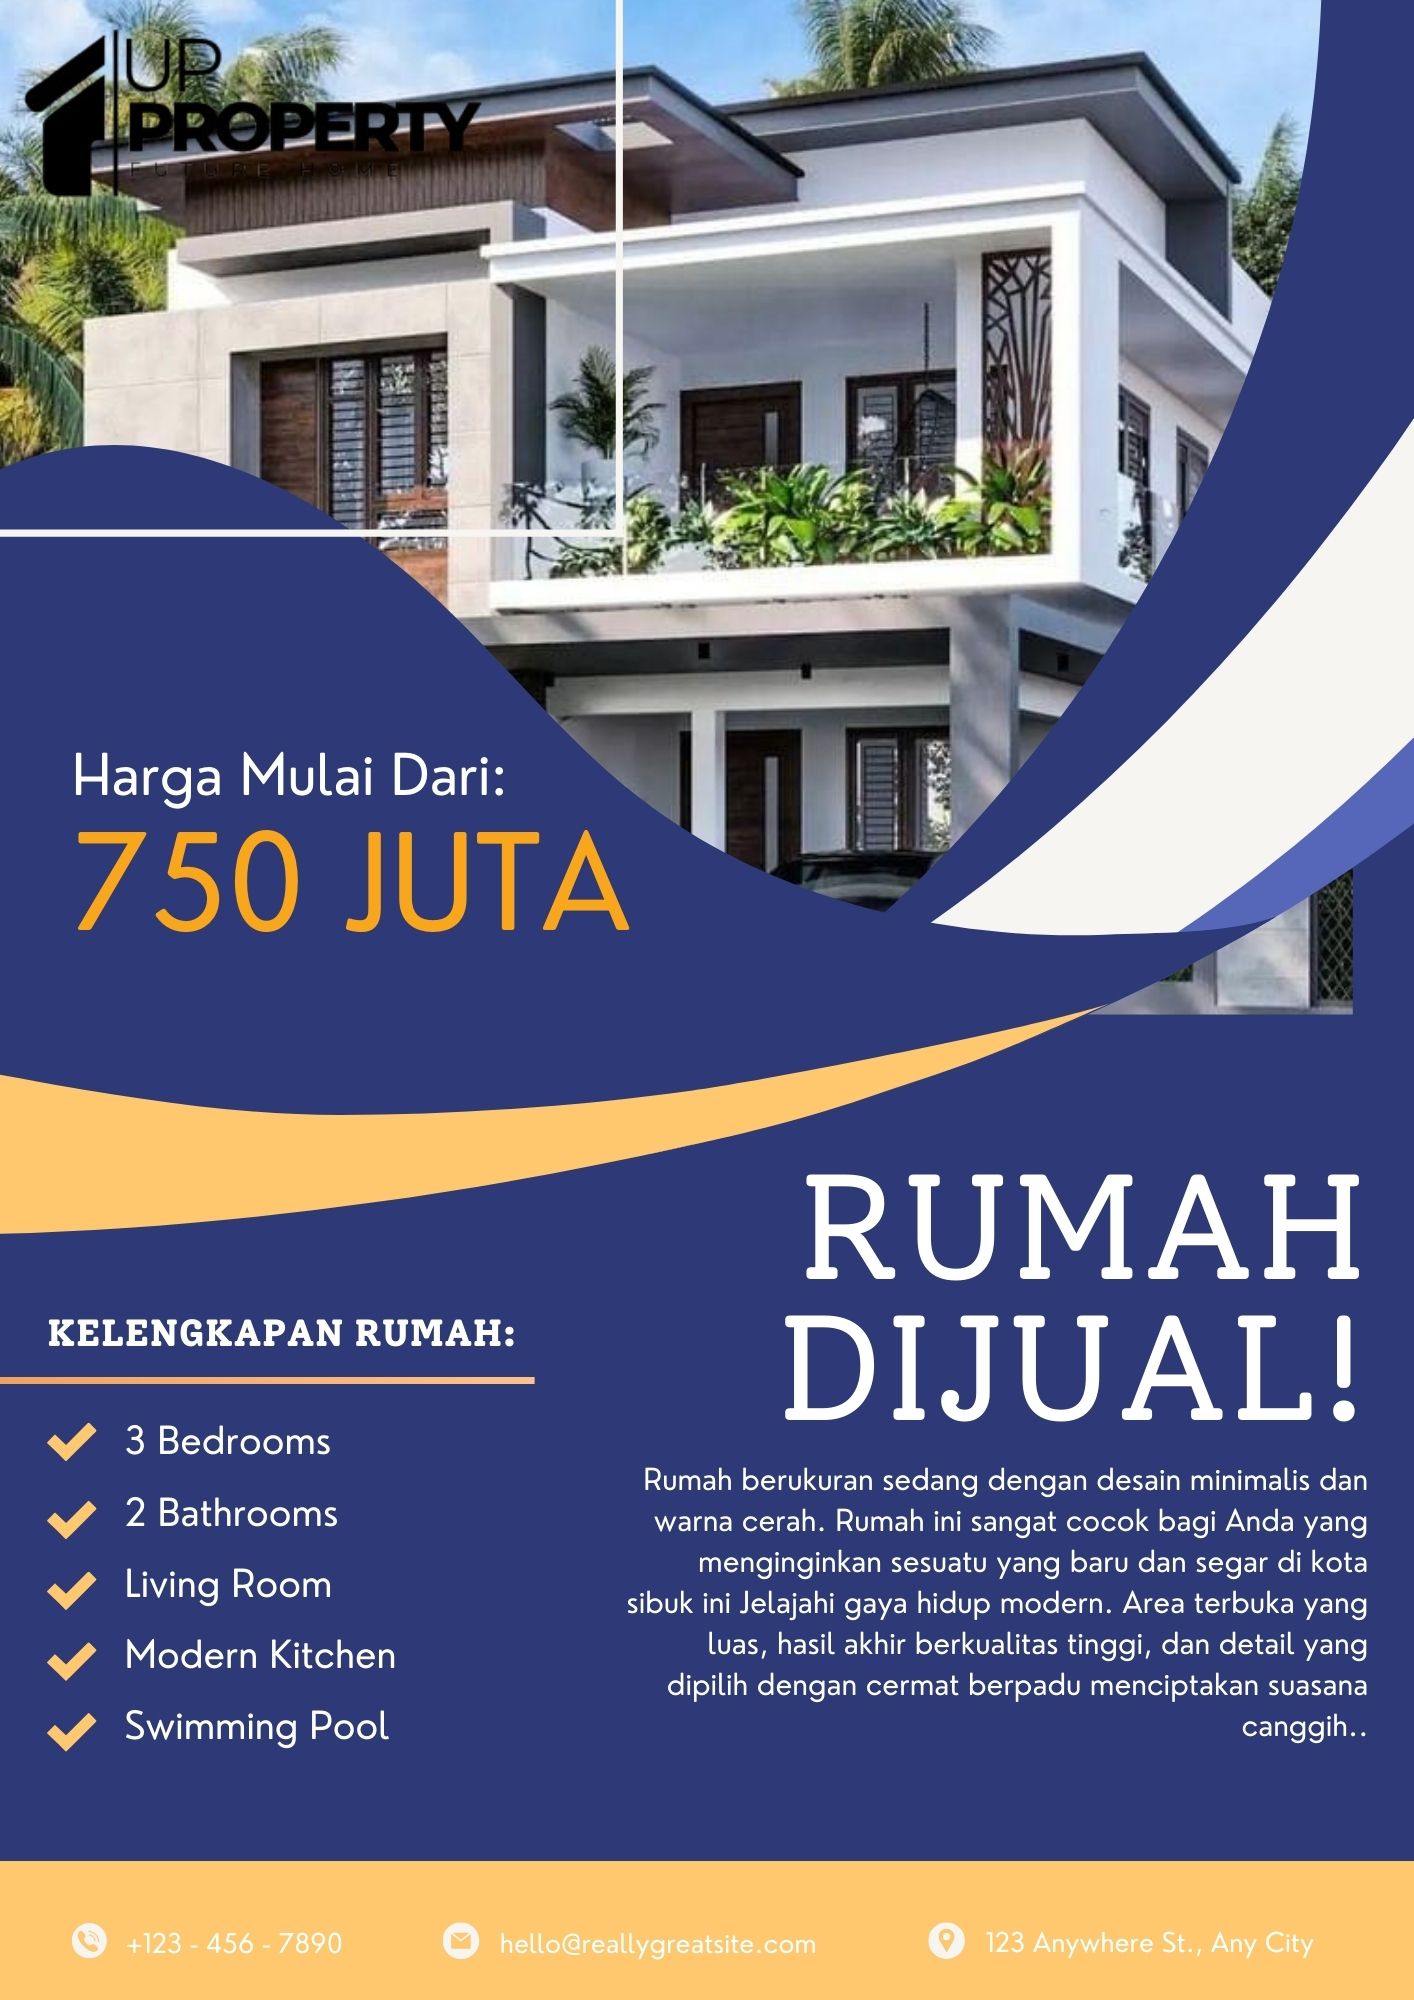 UP
PROPERTY
FUTURE HOME
Harga Mulai Dari:
750 JUTA
RUMAH
DIJUAL!
KELENGKAPAN RUMAH:
3 Bedrooms
2 Bathrooms
Living Room
Modern Kitchen
Swimming Pool
Rumah berukuran sedang dengan desain minimalis dan
warna cerah. Rumah ini sangat cocok bagi Anda yang
menginginkan sesuatu yang baru dan segar di kota
sibuk ini Jelajahi gaya hidup modern. Area terbuka yang
luas, hasil akhir berkualitas tinggi, dan detail yang
dipilih dengan cermat berpadu menciptakan suasana
canggih..
+123 - 456 - 7890
hello@reallygreatsite.com
123 Anywhere St., Any City